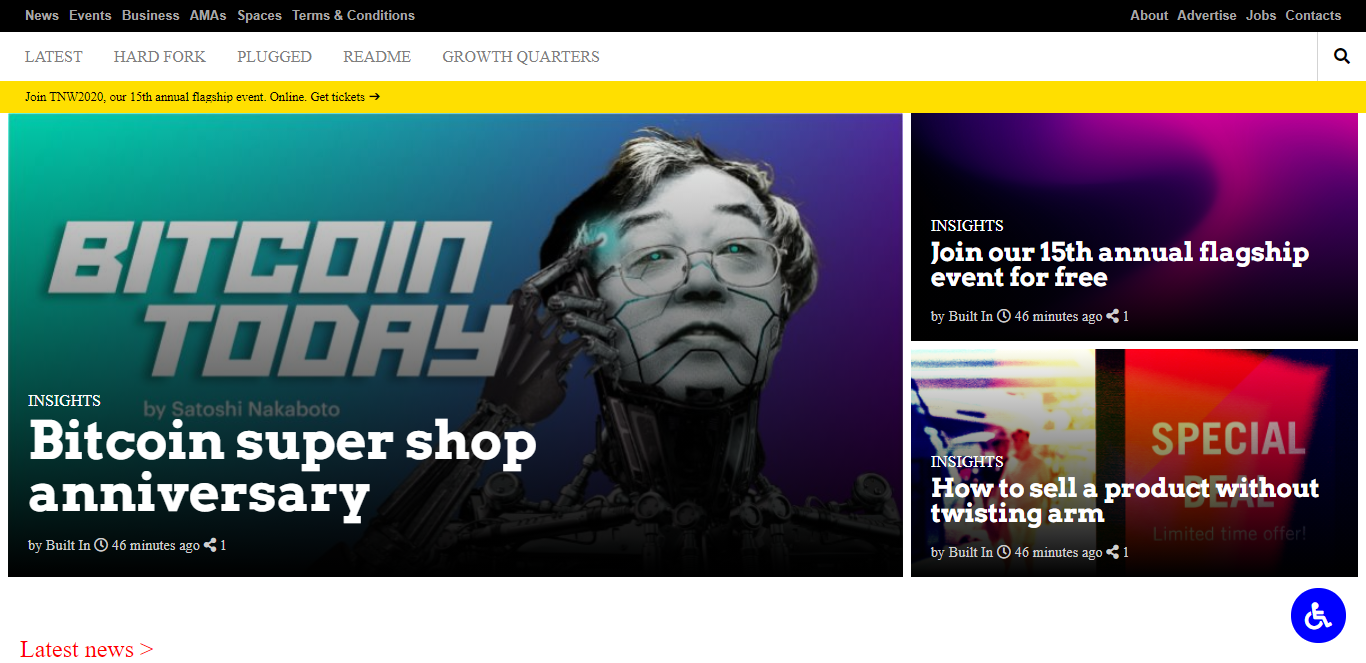 News Events Business AMAs Spaces Terms & Conditions About Advertise Jobs Contacts
LATEST HARD FORK PLUGGED README GROWTH QUARTERS
Join TNW2020, our 15th annual flagship event. Online. Get tickets →
BITCOIN
TODAY
by Satoshi Nakaboto
INSIGHTS
Bitcoin super shop
anniversary
by Built In 46 minutes ago 1
INSIGHTS
Join our 15th annual flagship
event for free
by Built In 46 minutes ago 1
SPECIAL
DEAL
Limited time offer!
INSIGHTS
How to sell a product without
twisting arm
by Built In 46 minutes ago 1
Latest news >